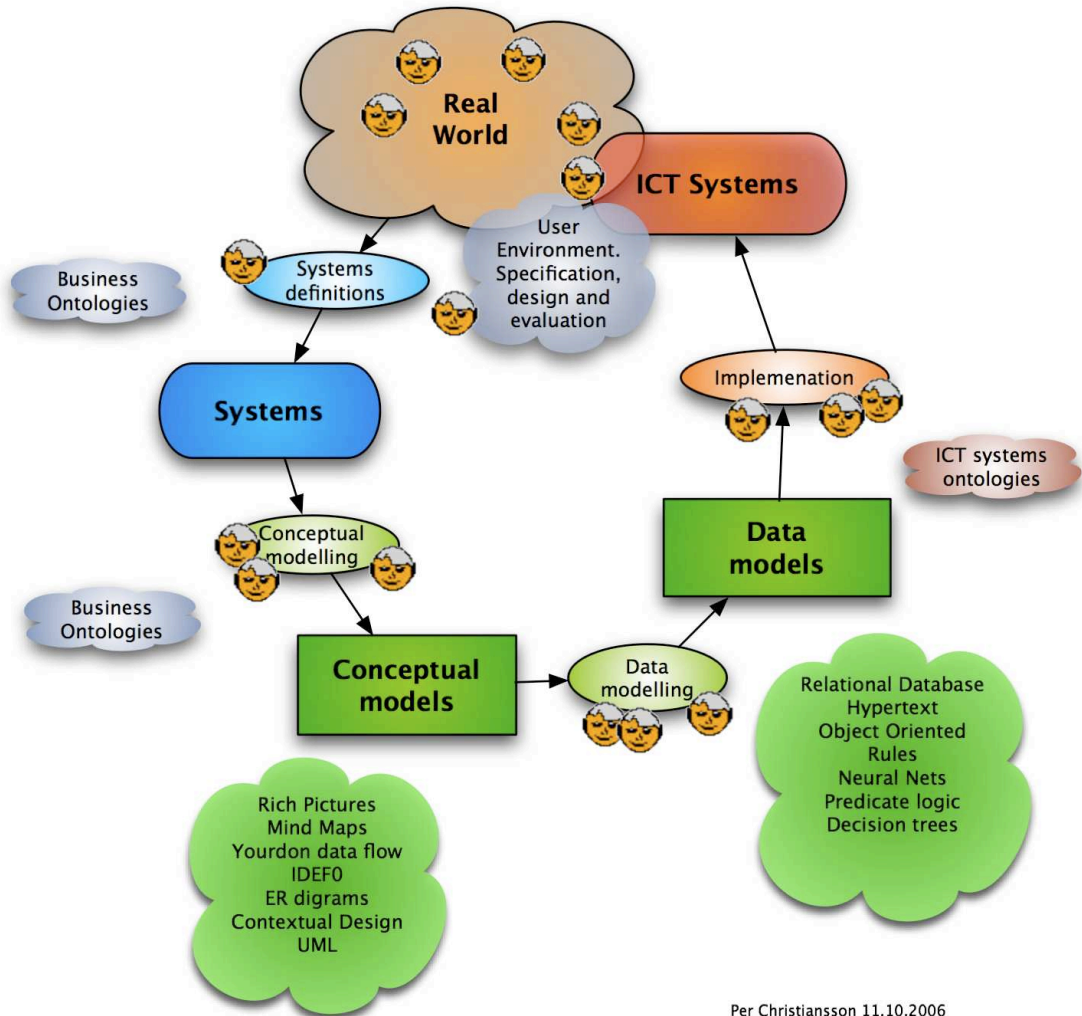 Real
World
ICT Systems
User
Environment.
Specification,
design and
evaluation
Systems
definitions
Business
Ontologies
Systems
Implemenation
ICT systems
ontologies
Conceptual
modelling
Data
models
Business
Ontologies
Conceptual
models
Data
modelling
Relational Database
Hypertext
Object Oriented
Rules
Neural Nets
Predicate logic
Decision trees
Rich Pictures
Mind Maps
Yourdon data flow
IDEF0
ER digrams
Contextual Design
UML
Per Christiansson 11.10.2006